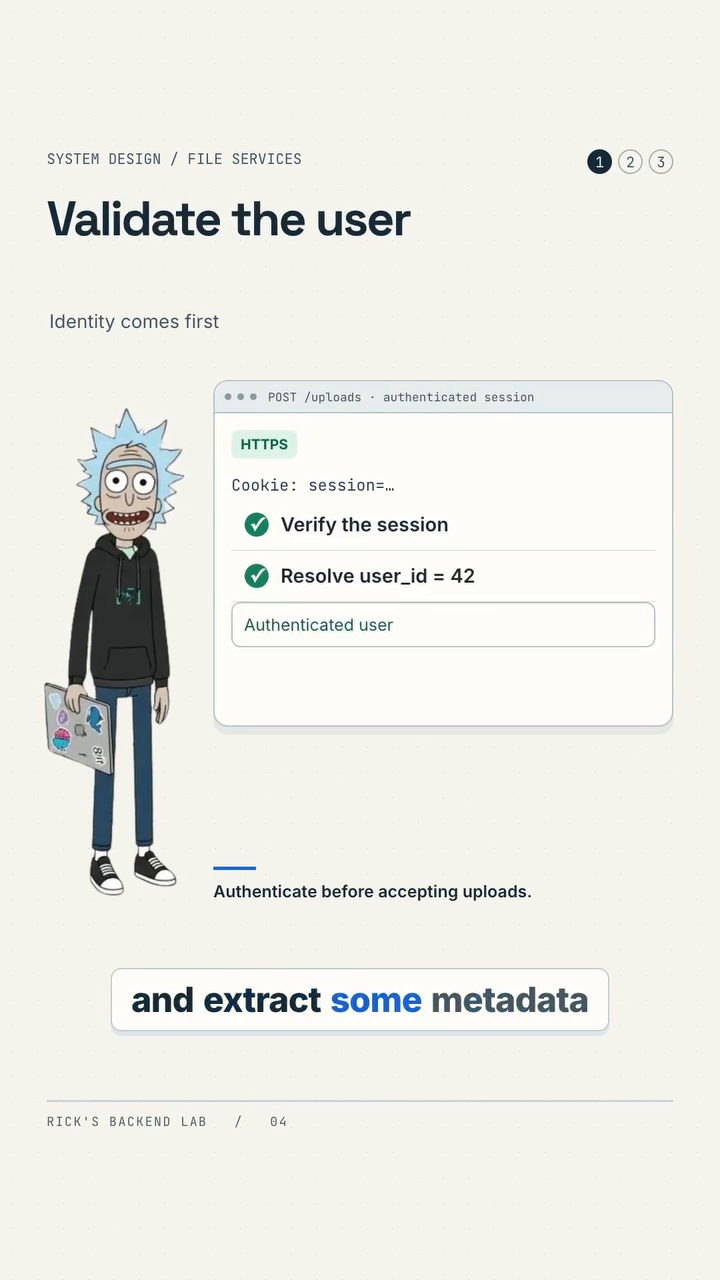 SYSTEM DESIGN / FILE SERVICES
1 2 3
Validate the user
Identity comes first
POST /uploads · authenticated session
HTTPS
Cookie: session=…
Verify the session
Resolve user_id = 42
Authenticated user
Authenticate before accepting uploads.
and extract some metadata
RICK'S BACKEND LAB / 04